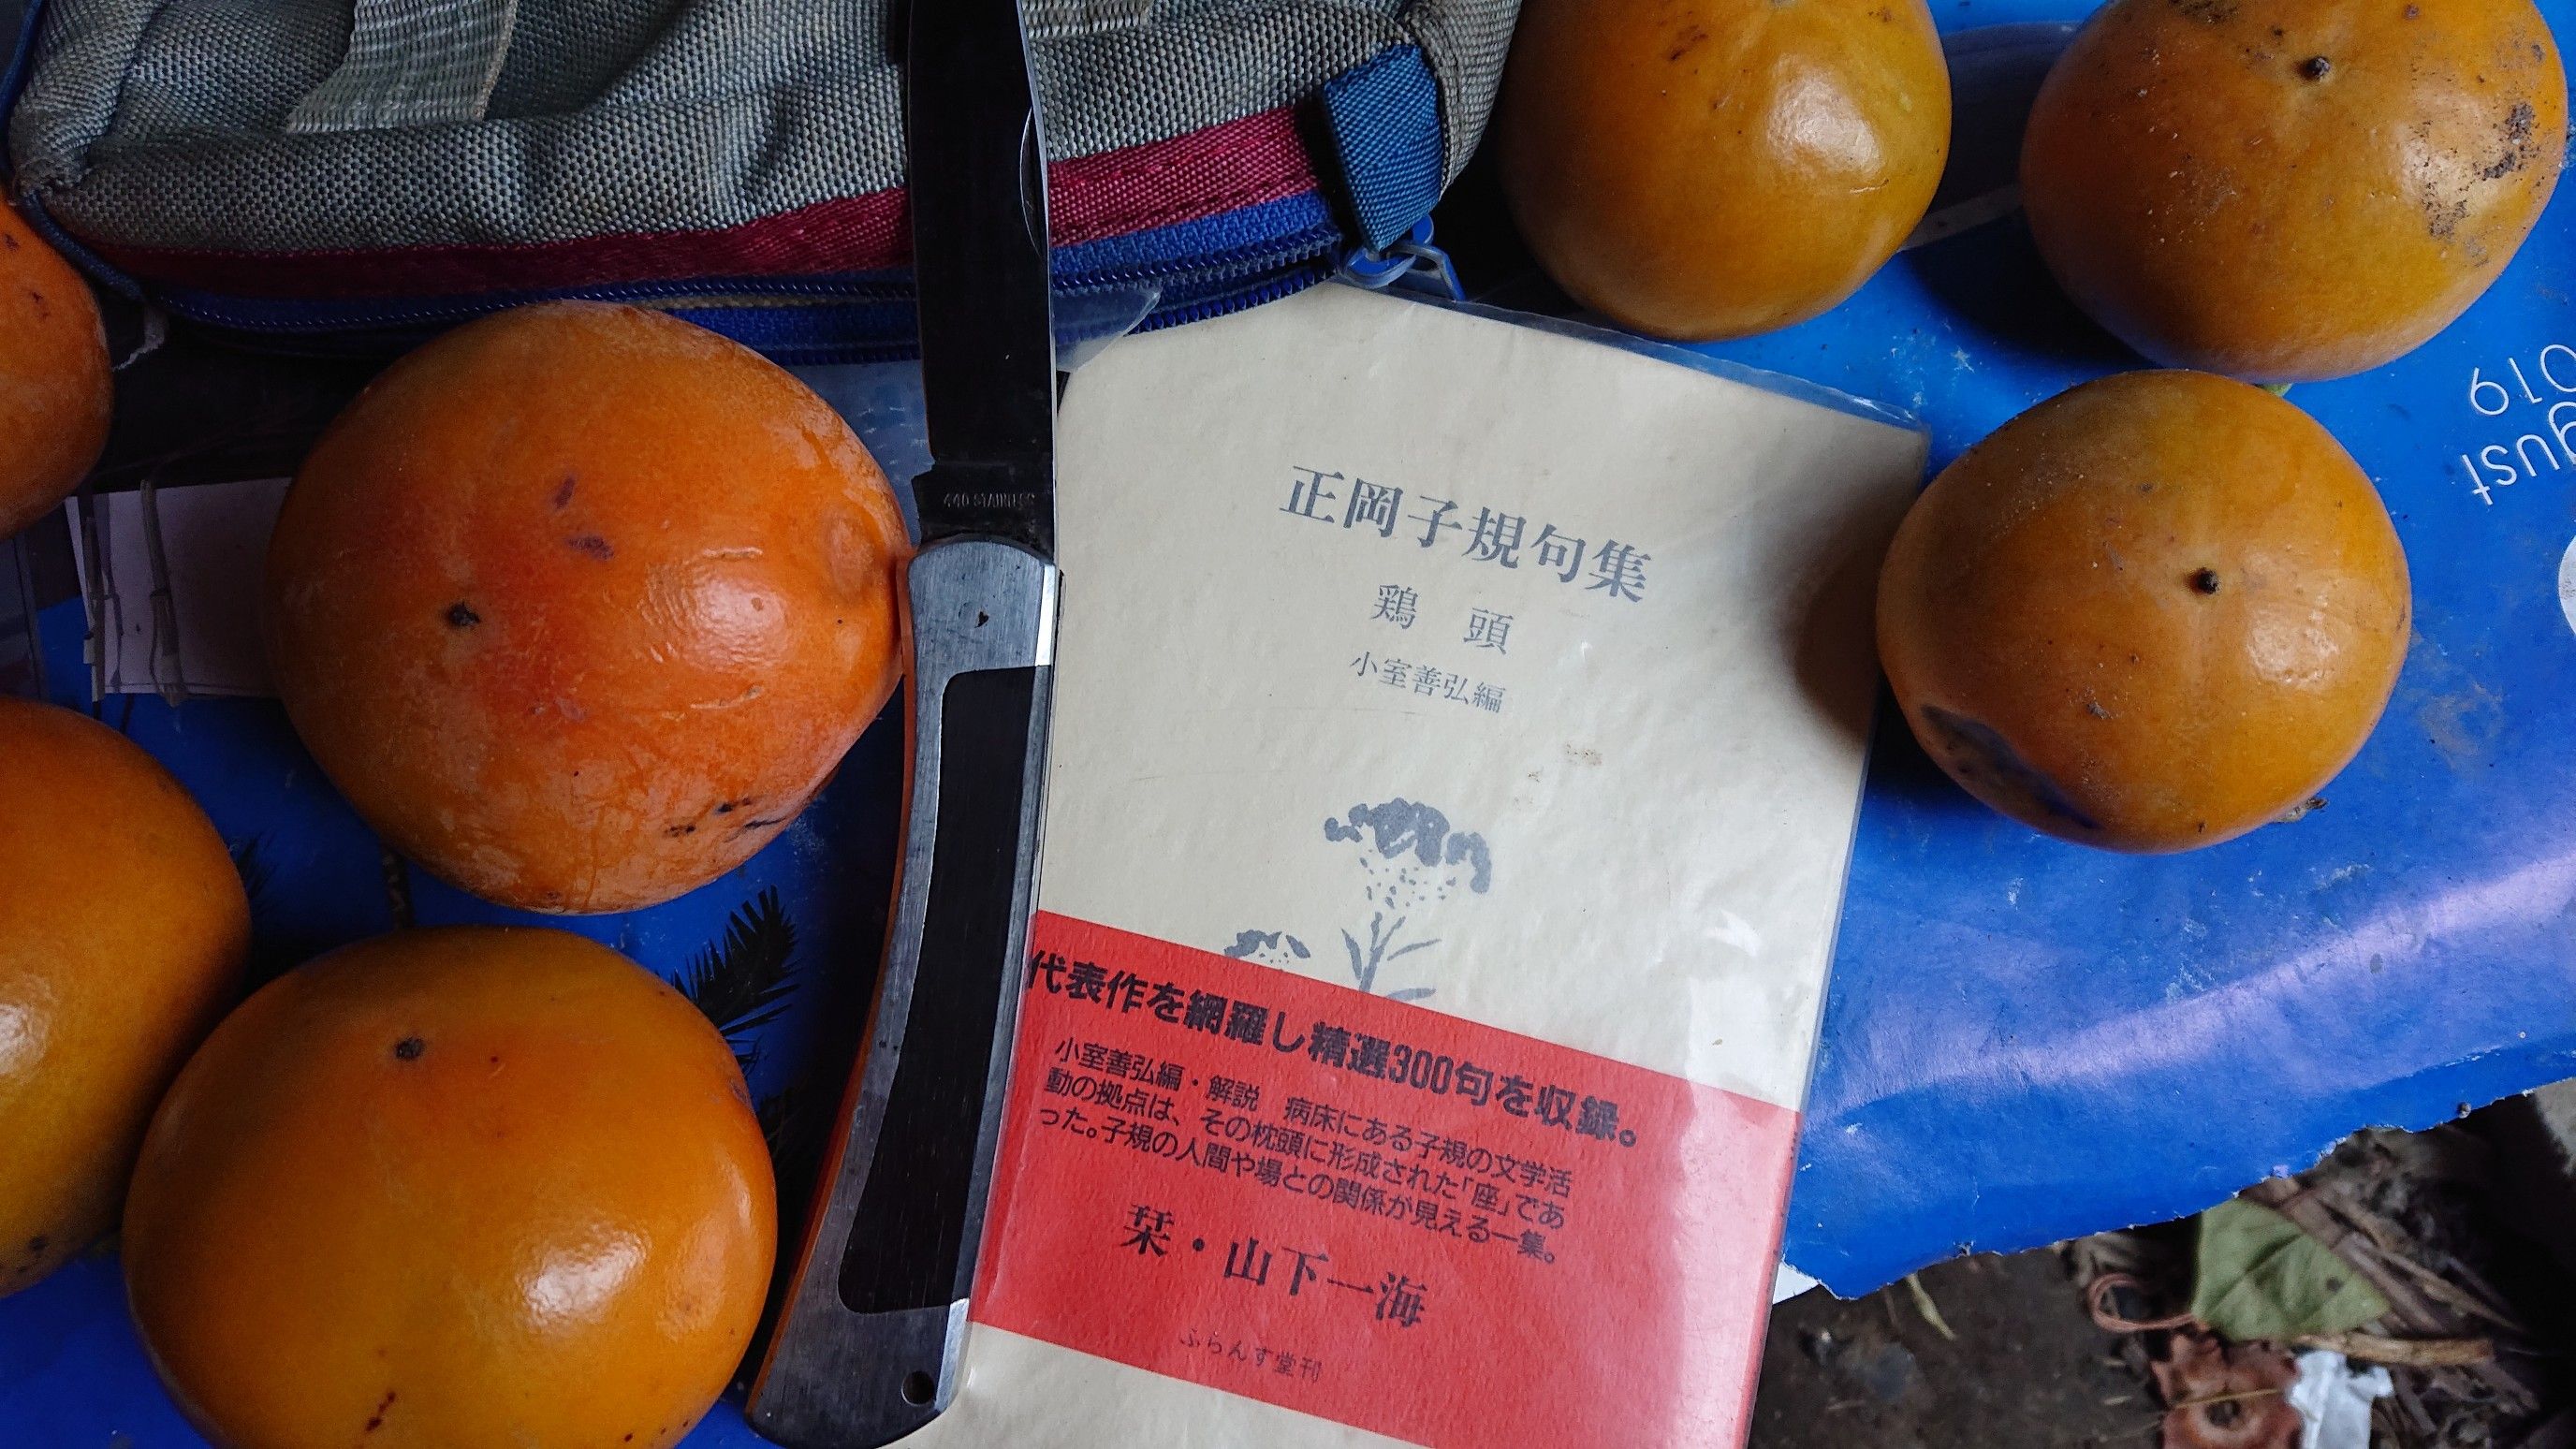 440 STAINLESS
正岡子規句集
鶏 頭
小室善弘編
代表作を網羅し精選300句を収録。
小室善弘編・解説 病床にある子規の文学活
動の拠点は、その枕頭に形成された「座」であ
った。子規の人間や場との関係が見える一集。
栞・山下一海
ふらんす堂刊
gust
019